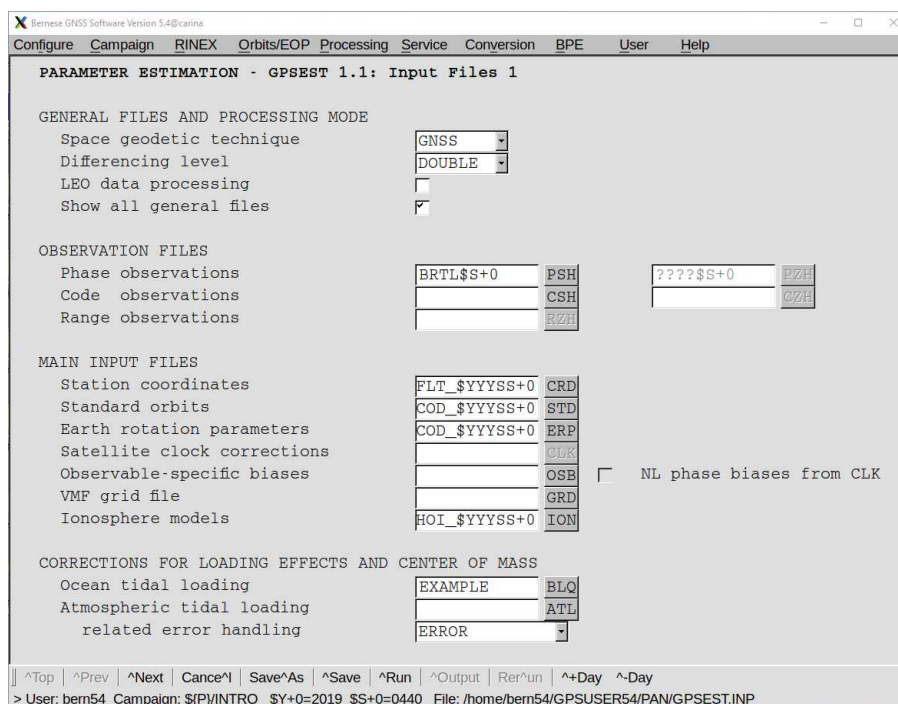 Bernese GNSS Software Version 5.4@carina
Configure Campaign RINEX Orbits/EOP Processing Service Conversion BPE User Help
PARAMETER ESTIMATION - GPSEST 1.1: Input Files 1
GENERAL FILES AND PROCESSING MODE
Space geodetic technique GNSS
Differencing level DOUBLE
LEO data processing
Show all general files
OBSERVATION FILES
Phase observations BRTL$S+0 PSH ????$S+0 PZH
Code observations CSH CZH
Range observations RZH
MAIN INPUT FILES
Station coordinates FLT_$YYYSS+0 CRD
Standard orbits COD_$YYYSS+0 STD
Earth rotation parameters COD_$YYYSS+0 ERP
Satellite clock corrections CLK
Observable-specific biases OSB NL phase biases from CLK
VMF grid file GRD
Ionosphere models HOI_$YYYSS+0 ION
CORRECTIONS FOR LOADING EFFECTS AND CENTER OF MASS
Ocean tidal loading EXAMPLE BLQ
Atmospheric tidal loading ATL
related error handling ERROR
^Top ^Prev ^Next Cance^l Save^As ^Save ^Run ^Output Rer^un ^+Day ^-Day
> User: bern54 Campaign: ${P}/INTRO $Y+0=2019 $S+0=0440 File: /home/bern54/GPSUSER54/PAN/GPSEST.INP